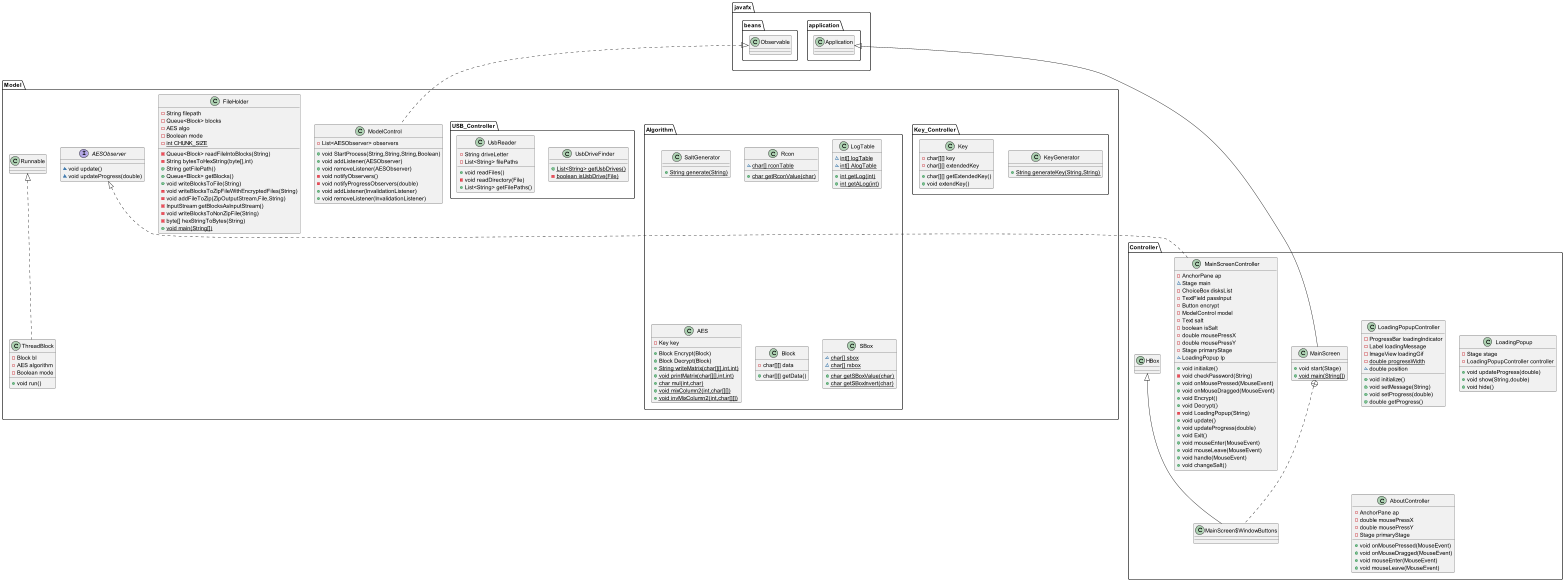 javafx
beans
application
C Observable
C Application
Model
C Runnable
I AESObserver
void update()
void updateProgress(double)
C FileHolder
String filepath
Queue<Block> blocks
AES algo
Boolean mode
int CHUNK_SIZE
Queue<Block> readFileIntoBlocks(String)
String bytesToHexString(byte[],int)
String getFilePath()
Queue<Block> getBlocks()
void writeBlocksToFile(String)
void writeBlocksToZipFileWithEncryptedFiles(String)
void addFileToZip(ZipOutputStream,File,String)
InputStream getBlocksAsInputStream()
void writeBlocksToNonZipFile(String)
byte[] hexStringToBytes(String)
void main(String[])
C ModelControl
List<AESObserver> observers
void StartProcess(String,String,String,Boolean)
void addListener(AESObserver)
void removeListener(AESObserver)
void notifyObservers()
void notifyProgressObservers(double)
void addListener(InvalidationListener)
void removeListener(InvalidationListener)
USB_Controller
C UsbReader
String driveLetter
List<String> filePaths
void readFiles()
void readDirectory(File)
List<String> getFilePaths()
C UsbDriveFinder
List<String> getUsbDrives()
boolean isUsbDrive(File)
Algorithm
C SaltGenerator
String generate(String)
C Rcon
char[] rconTable
char getRconValue(char)
C LogTable
int[] logTable
int[] AlogTable
int getLog(int)
int getALog(int)
Key_Controller
C Key
char[][] key
char[][] extendedKey
char[][] getExtendedKey()
void extendKey()
C KeyGenerator
String generateKey(String,String)
C ThreadBlock
Block bl
AES algorithm
Boolean mode
void run()
C AES
Key key
Block Encrypt(Block)
Block Decrypt(Block)
String writeMatrix(char[][],int,int)
void printMatrix(char[][],int,int)
char mul(int,char)
void mixColumn2(int,char[][])
void invMixColumn2(int,char[][])
C Block
char[][] data
char[][] getData()
C SBox
char[] sbox
char[] rsbox
char getSBoxValue(char)
char getSBoxInvert(char)
Controller
C HBox
C MainScreenController
AnchorPane ap
Stage main
ChoiceBox disksList
TextField passInput
Button encrypt
ModelControl model
Text salt
boolean isSalt
double mousePressX
double mousePressY
Stage primaryStage
LoadingPopup lp
void initialize()
void checkPassword(String)
void onMousePressed(MouseEvent)
void onMouseDragged(MouseEvent)
void Encrypt()
void Decrypt()
void LoadingPopup(String)
void update()
void updateProgress(double)
void Exit()
void mouseEnter(MouseEvent)
void mouseLeave(MouseEvent)
void handle(MouseEvent)
void changeSalt()
C MainScreen
void start(Stage)
void main(String[])
C LoadingPopupController
ProgressBar loadingIndicator
Label loadingMessage
ImageView loadingGif
double progressWidth
double position
void initialize()
void setMessage(String)
void setProgress(double)
double getProgress()
C LoadingPopup
Stage stage
LoadingPopupController controller
void updateProgress(double)
void show(String,double)
void hide()
C MainScreen$WindowButtons
C AboutController
AnchorPane ap
double mousePressX
double mousePressY
Stage primaryStage
void onMousePressed(MouseEvent)
void onMouseDragged(MouseEvent)
void mouseEnter(MouseEvent)
void mouseLeave(MouseEvent)